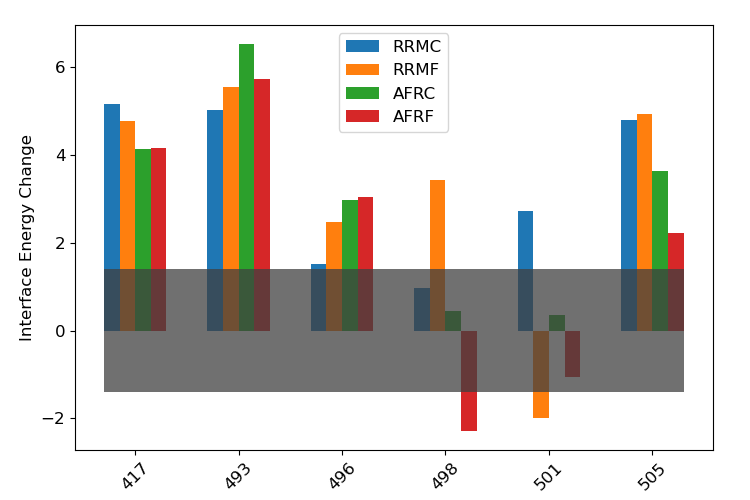 RRMC
RRMF
AFRC
AFRF
Interface Energy Change
6
4
2
0
−2
417
493
496
498
501
505